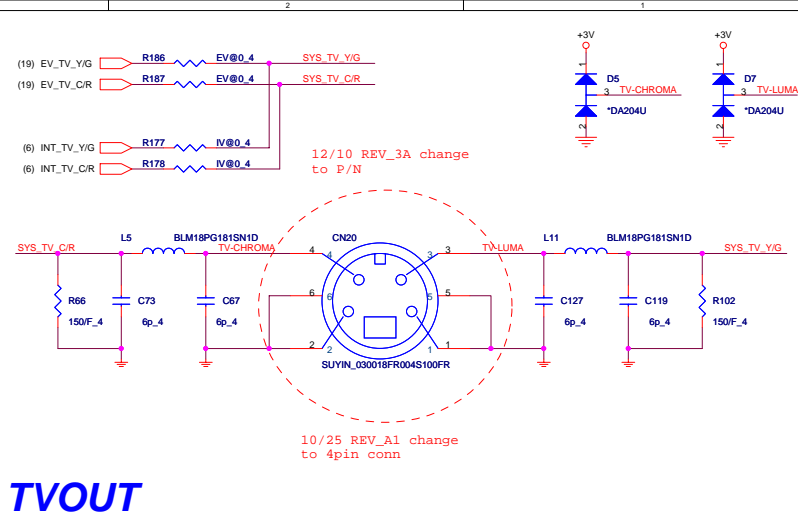 2
1
(19) EV_TV_Y/G R186 EV@0_4 SYS_TV_Y/G
(19) EV_TV_C/R R187 EV@0_4 SYS_TV_C/R
(6) INT_TV_Y/G R177 IV@0_4
(6) INT_TV_C/R R178 IV@0_4
+3V
1
D5
3 TV-CHROMA
*DA204U
2
+3V
1
D7
3 TV-LUMA
*DA204U
2
12/10 REV_3A change
to P/N
SYS_TV_C/R L5 BLM18PG181SN1D TV-CHROMA 4 4 CN20 3 3 TV-LUMA L11 BLM18PG181SN1D SYS_TV_Y/G
6 6 5 5
R66 C73 C67 C127 C119 R102
150/F_4 6p_4 6p_4 6p_4 6p_4 150/F_4
2 2 1 1
SUYIN_030018FR004S100FR
10/25 REV_A1 change
to 4pin conn
TVOUT